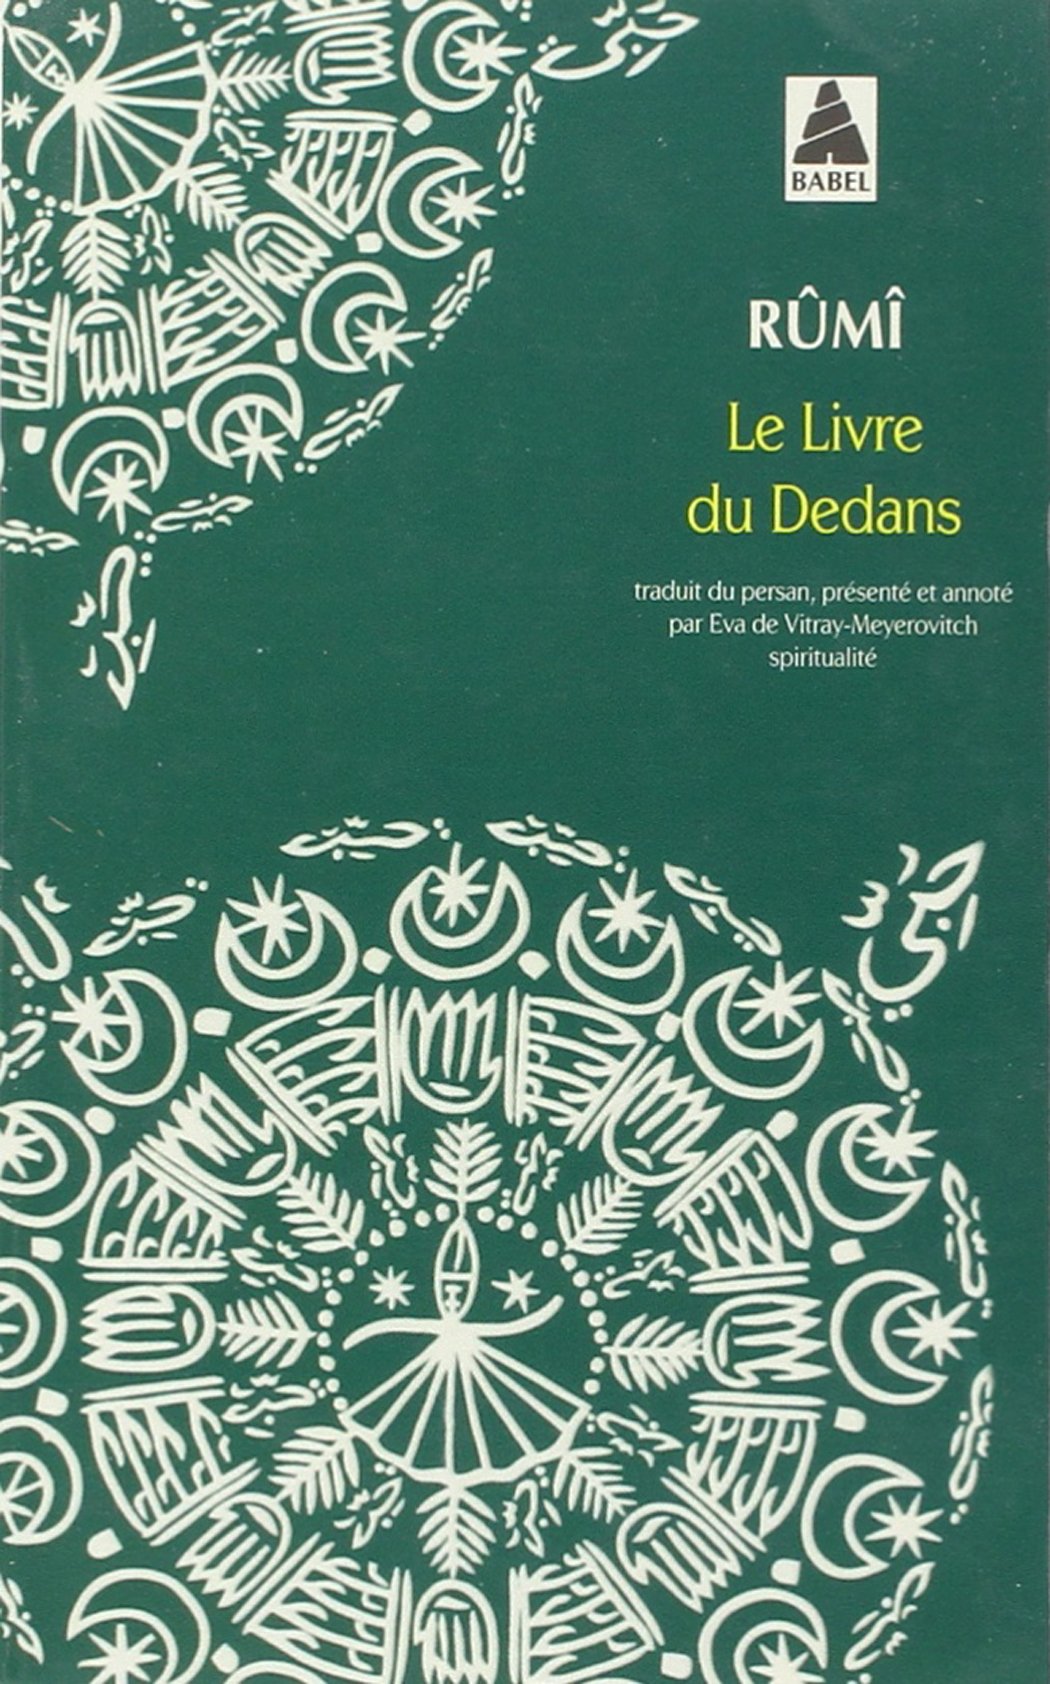 BABEL
RÛMÎ
Le Livre
du Dedans
traduit du persan, présenté et annoté
par Eva de Vitray-Meyerovitch
spiritualité